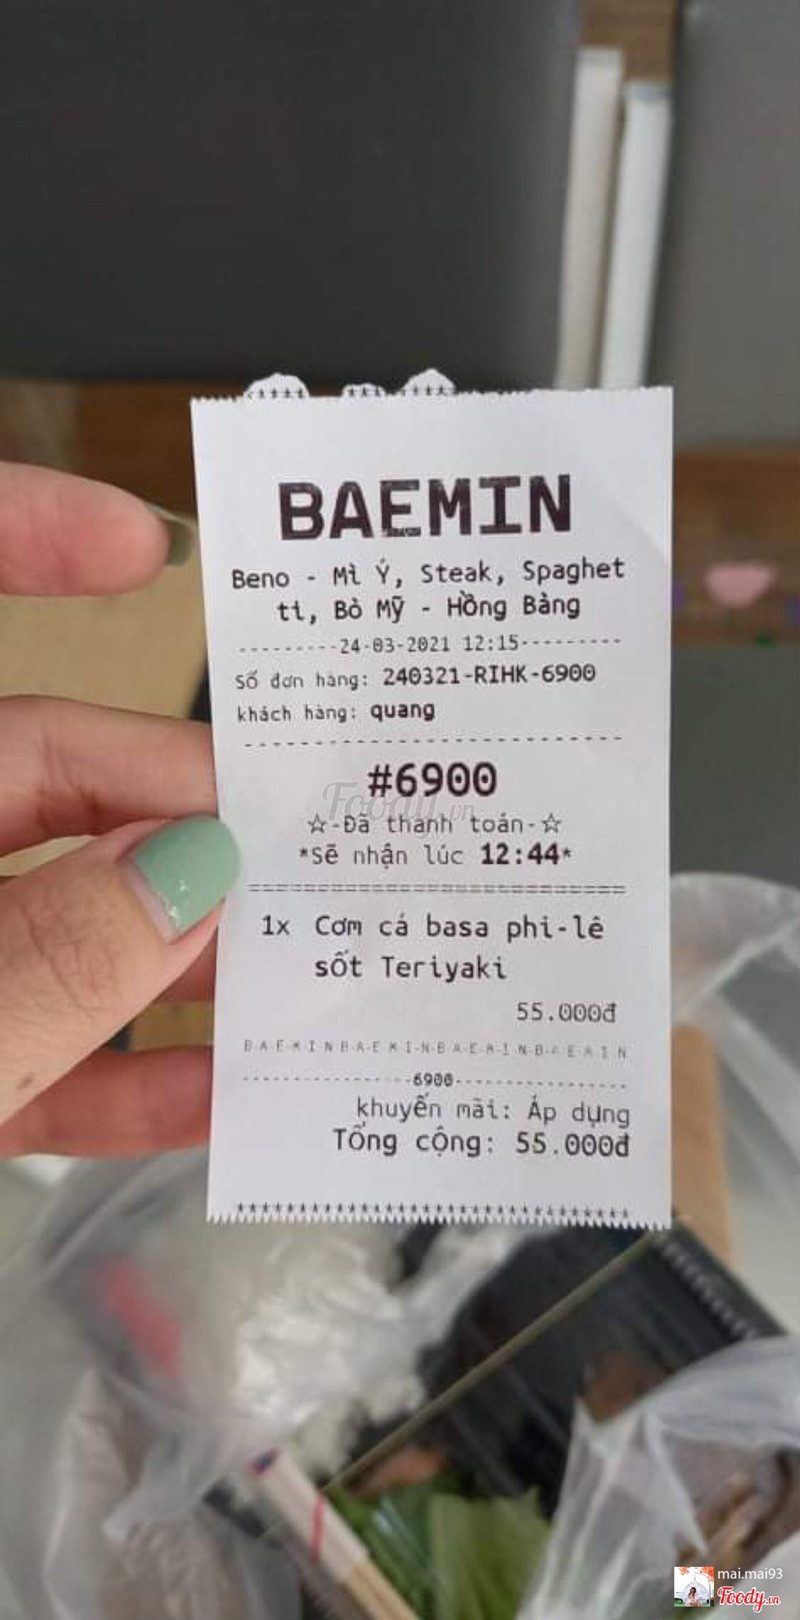 BAEMIN
Beno - Mì Ý, Steak, Spaghet
ti, Bò Mỹ - Hồng Bàng
---------24-03-2021 12:15---------
Số đơn hàng: 240321-RIHK-6900
khách hàng: quang
#6900
Foody.vn
☆-Đã thanh toán-☆
*Sẽ nhận lúc 12:44*
1x Cơm cá basa phi-lê
sốt Teriyaki
55.000đ
B-A-E-M-I-N-B-A-E-M-I-N-B-A-E-M-I-N-B-A-E-M-I-N
----------------6900----------------
khuyến mãi: Áp dụng
Tổng cộng: 55.000đ
mai.mai93
Foody.vn